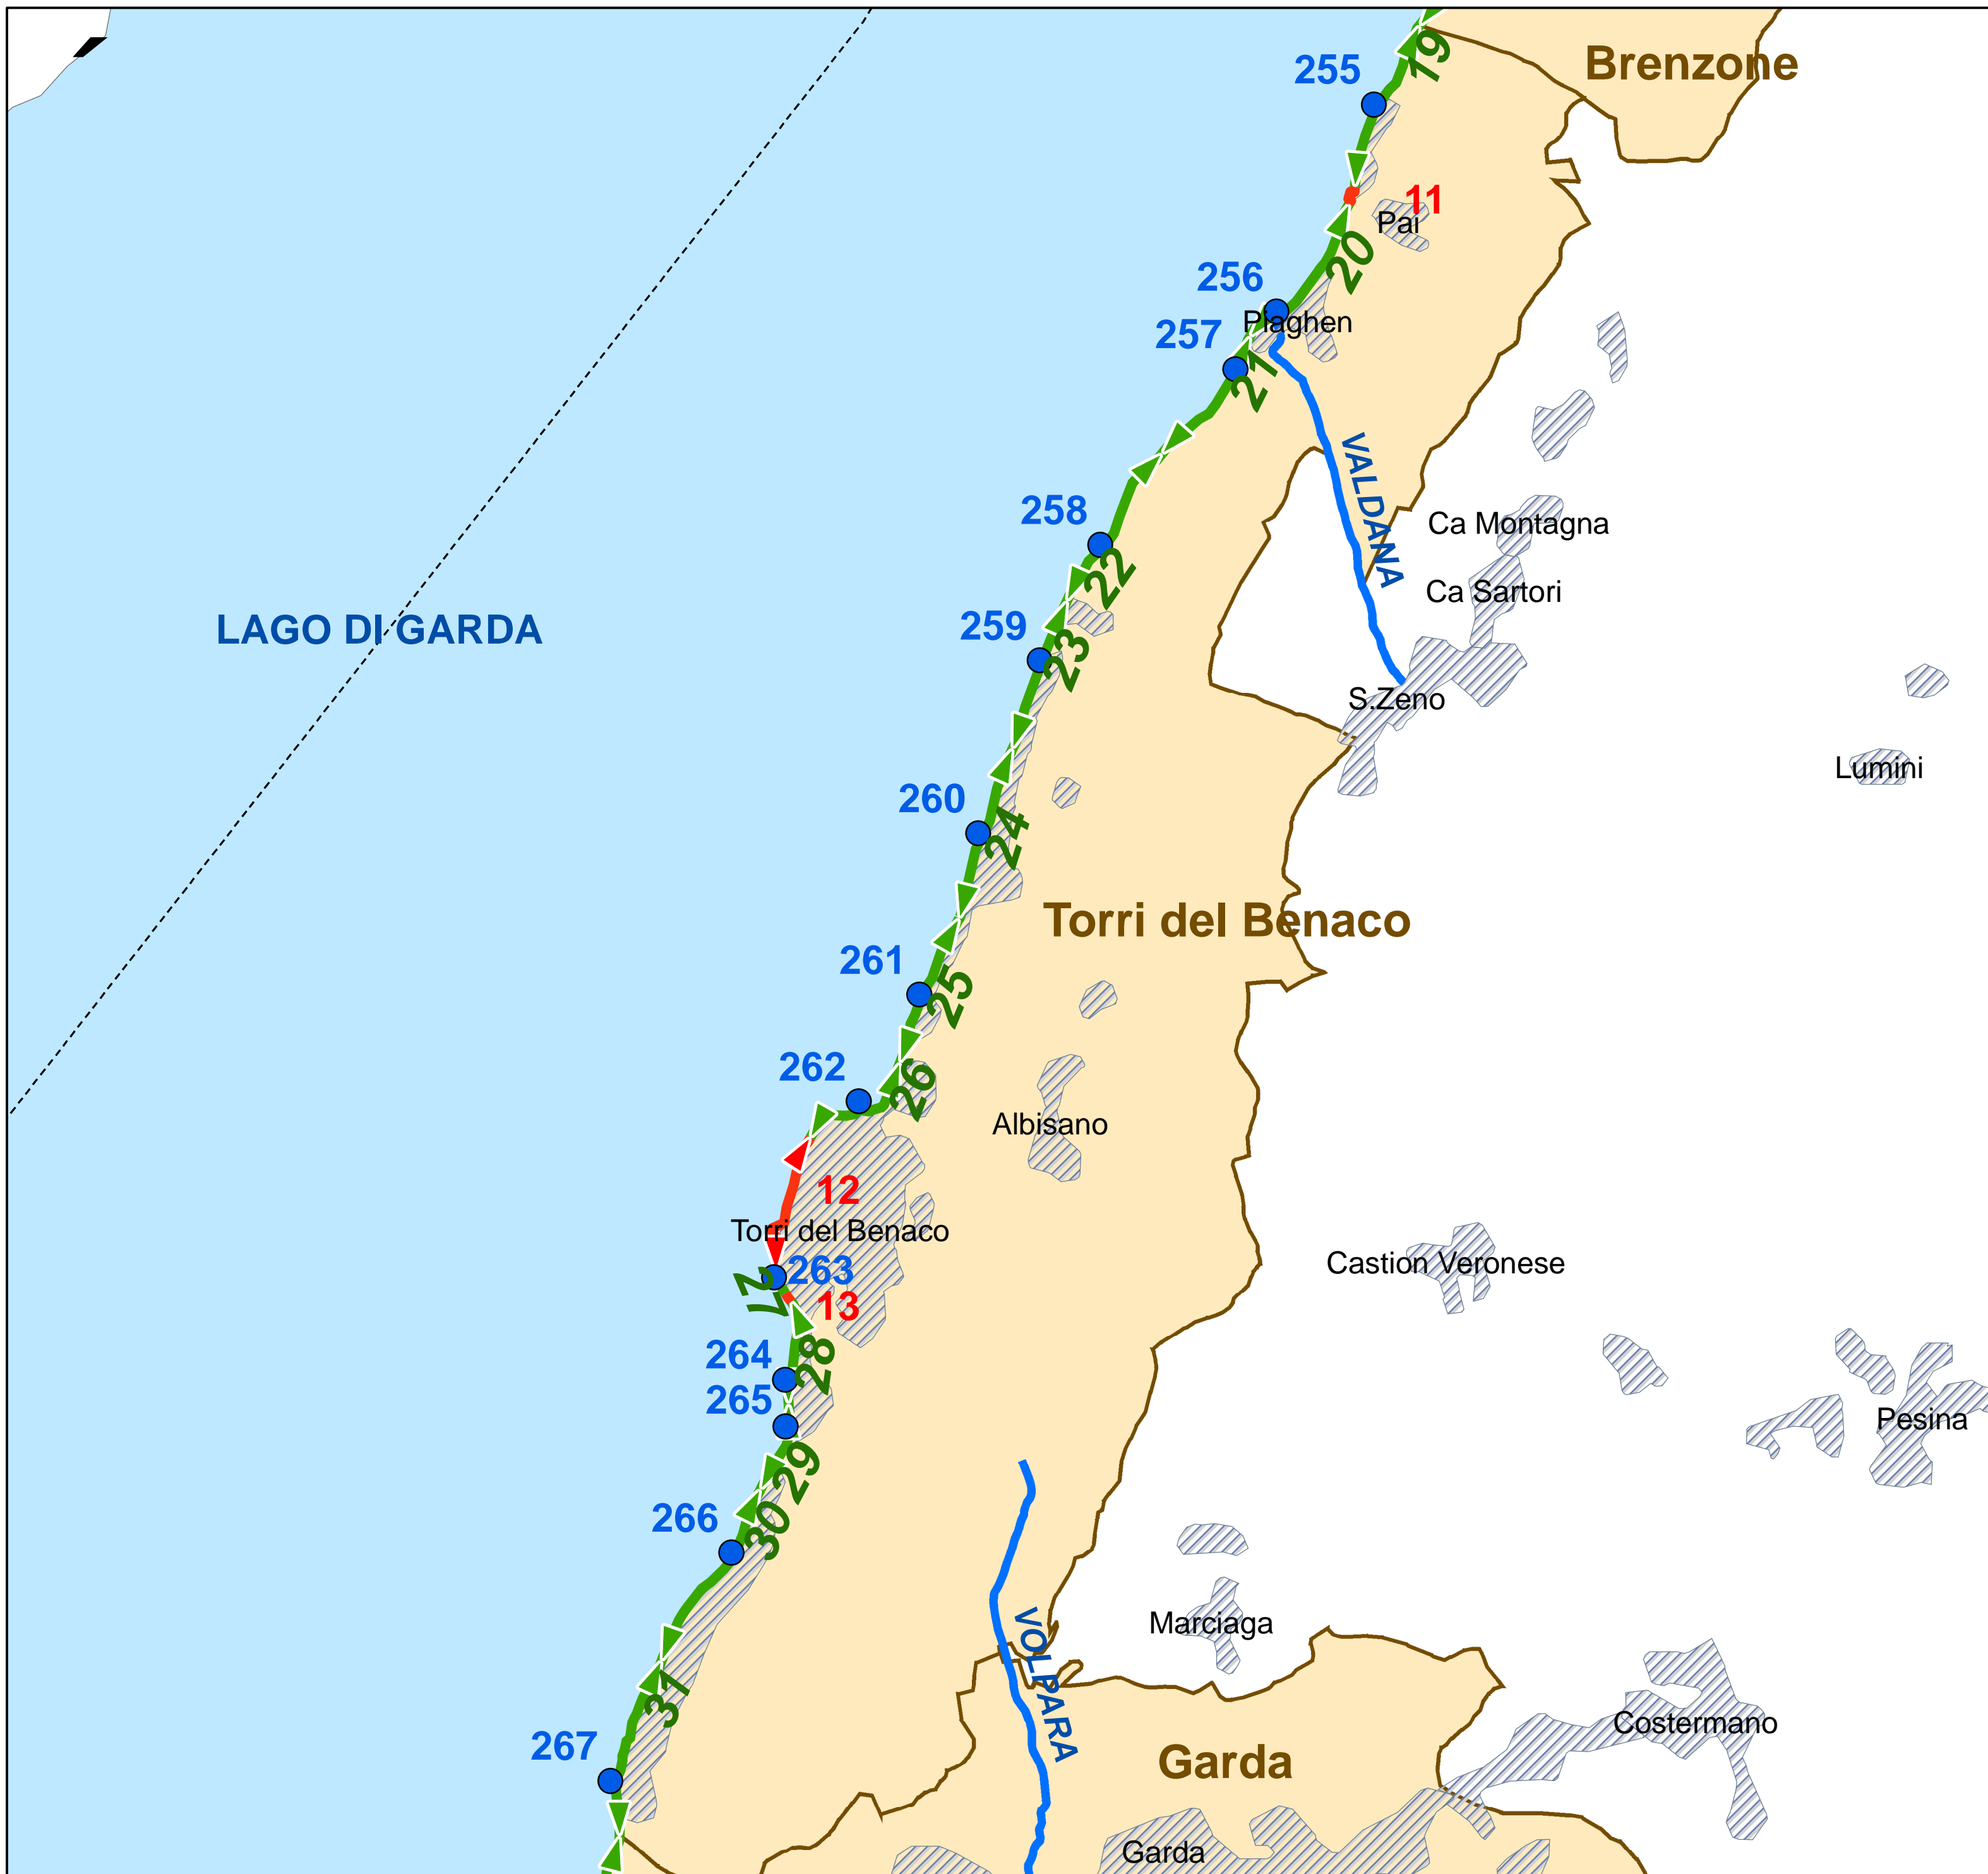 19
Brenzone
255
11
Pai
20
256
Piaghen
257
21
VALDANA
258
Ca Montagna
22
Ca Sartori
LAGO DI GARDA
259
23
S.Zeno
Lumini
260
24
Torri del Benaco
261
25
262
26
Albisano
12
Torri del Benaco
Castion Veronese
263
27
13
264
28
265
Pesina
29
266
30
Marciaga
VOLPARA
31
Costermano
267
Garda
Garda